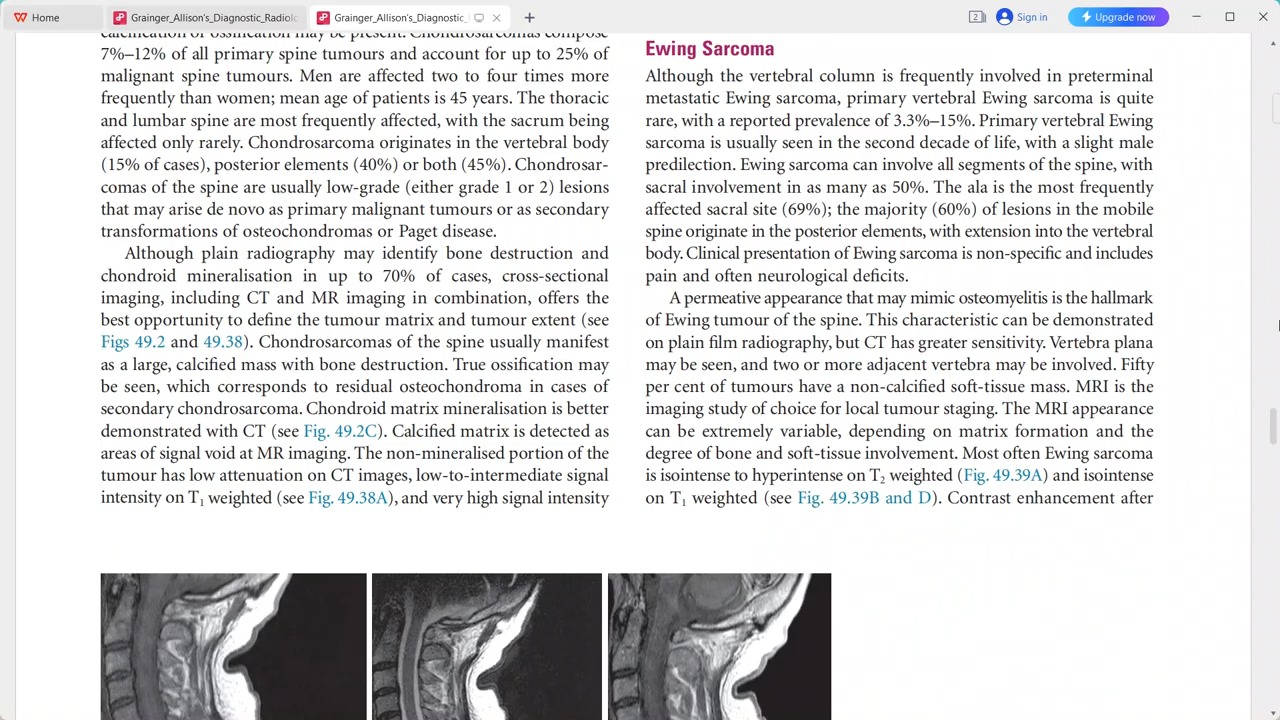 Home
Grainger_Allison's_Diagnostic_Radiolo
Grainger_Allison's_Diagnostic_
2
Sign in
Upgrade now
calcification or ossification may be present. Chondrosarcomas compose
7%–12% of all primary spine tumours and account for up to 25% of
malignant spine tumours. Men are affected two to four times more
frequently than women; mean age of patients is 45 years. The thoracic
and lumbar spine are most frequently affected, with the sacrum being
affected only rarely. Chondrosarcoma originates in the vertebral body
(15% of cases), posterior elements (40%) or both (45%). Chondrosar-
comas of the spine are usually low-grade (either grade 1 or 2) lesions
that may arise de novo as primary malignant tumours or as secondary
transformations of osteochondromas or Paget disease.
Although plain radiography may identify bone destruction and
chondroid mineralisation in up to 70% of cases, cross-sectional
imaging, including CT and MR imaging in combination, offers the
best opportunity to define the tumour matrix and tumour extent (see
Figs 49.2 and 49.38). Chondrosarcomas of the spine usually manifest
as a large, calcified mass with bone destruction. True ossification may
be seen, which corresponds to residual osteochondroma in cases of
secondary chondrosarcoma. Chondroid matrix mineralisation is better
demonstrated with CT (see Fig. 49.2C). Calcified matrix is detected as
areas of signal void at MR imaging. The non-mineralised portion of the
tumour has low attenuation on CT images, low-to-intermediate signal
intensity on T1 weighted (see Fig. 49.38A), and very high signal intensity
Ewing Sarcoma
Although the vertebral column is frequently involved in preterminal
metastatic Ewing sarcoma, primary vertebral Ewing sarcoma is quite
rare, with a reported prevalence of 3.3%–15%. Primary vertebral Ewing
sarcoma is usually seen in the second decade of life, with a slight male
predilection. Ewing sarcoma can involve all segments of the spine, with
sacral involvement in as many as 50%. The ala is the most frequently
affected sacral site (69%); the majority (60%) of lesions in the mobile
spine originate in the posterior elements, with extension into the vertebral
body. Clinical presentation of Ewing sarcoma is non-specific and includes
pain and often neurological deficits.
A permeative appearance that may mimic osteomyelitis is the hallmark
of Ewing tumour of the spine. This characteristic can be demonstrated
on plain film radiography, but CT has greater sensitivity. Vertebra plana
may be seen, and two or more adjacent vertebra may be involved. Fifty
per cent of tumours have a non-calcified soft-tissue mass. MRI is the
imaging study of choice for local tumour staging. The MRI appearance
can be extremely variable, depending on matrix formation and the
degree of bone and soft-tissue involvement. Most often Ewing sarcoma
is isointense to hyperintense on T2 weighted (Fig. 49.39A) and isointense
on T1 weighted (see Fig. 49.39B and D). Contrast enhancement after